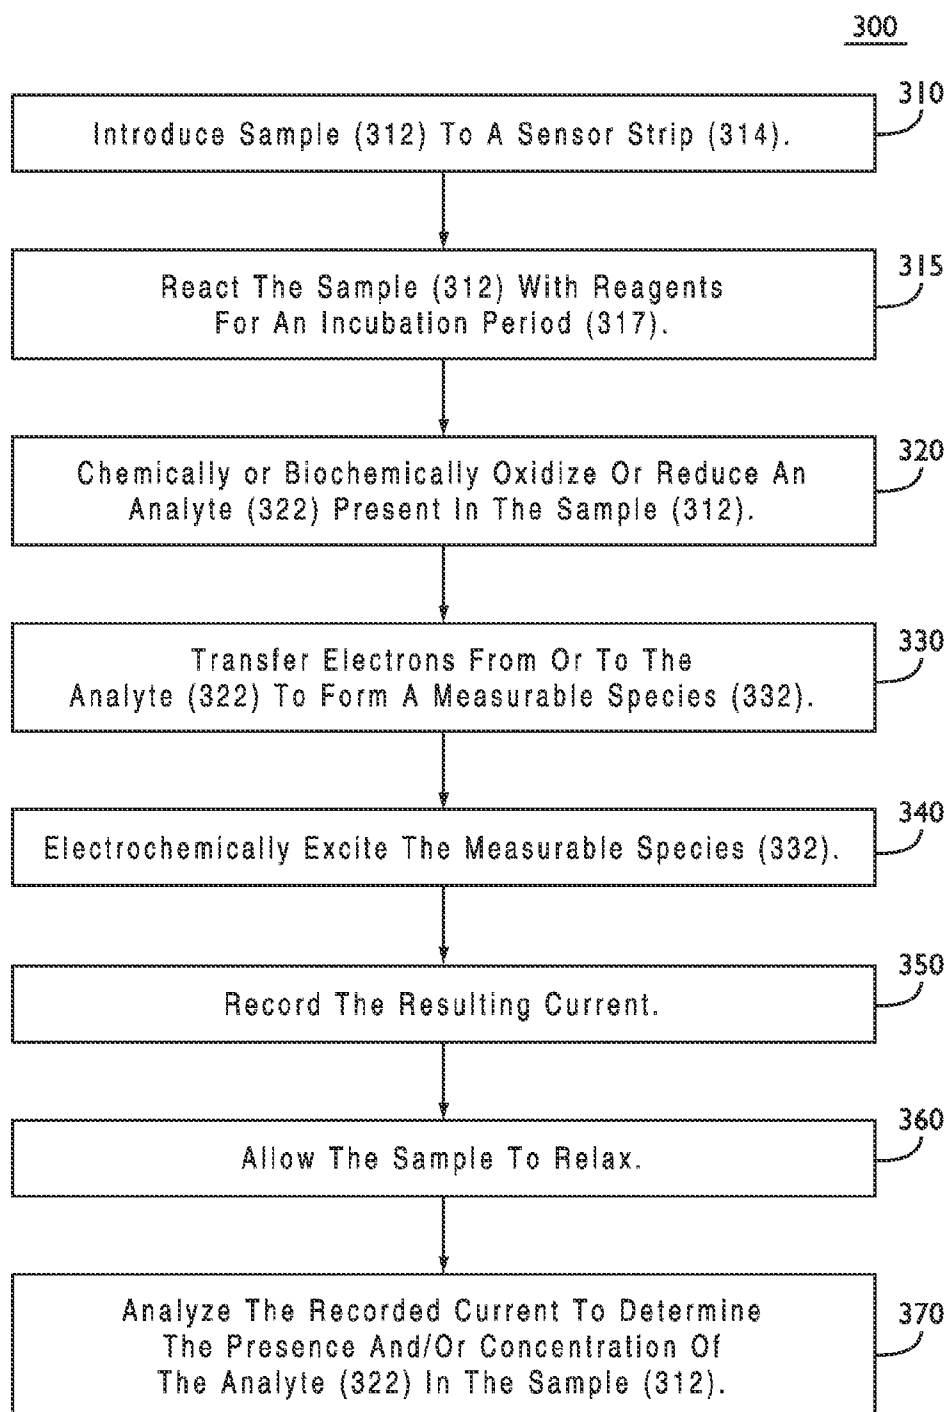 300
310
Introduce Sample (312) To A Sensor Strip (314).
315
React The Sample (312) With Reagents
For An Incubation Period (317).
320
Chemically or Biochemically Oxidize Or Reduce An
Analyte (322) Present In The Sample (312).
330
Transfer Electrons From Or To The
Analyte (322) To Form A Measurable Species (332).
340
Electrochemically Excite The Measurable Species (332).
350
Record The Resulting Current.
360
Allow The Sample To Relax.
370
Analyze The Recorded Current To Determine
The Presence And/Or Concentration Of
The Analyte (322) In The Sample (312).